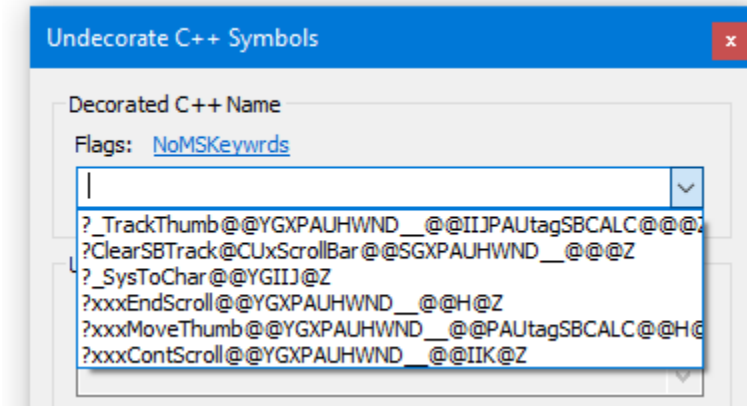 Undecorate C++ Symbols
x
Decorated C++ Name
Flags: NoMSKeywrds
?_TrackThumb@@YGXPAUHWND__@@IIJPAUtagSBCALC@@@Z
?ClearSBTrack@CUxScrollBar@@SGXPAUHWND__@@@Z
?_SysToChar@@YGIIJ@Z
?xxxEndScroll@@YGXPAUHWND__@@H@Z
?xxxMoveThumb@@YGXPAUHWND__@@PAUtagSBCALC@@H@
?xxxContScroll@@YGXPAUHWND__@@IIK@Z